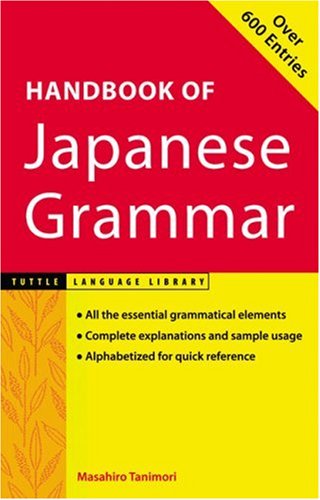 Over
600 Entries
HANDBOOK OF
Japanese
Grammar
TUTTLE LANGUAGE LIBRARY
• All the essential grammatical elements
• Complete explanations and sample usage
• Alphabetized for quick reference
Masahiro Tanimori